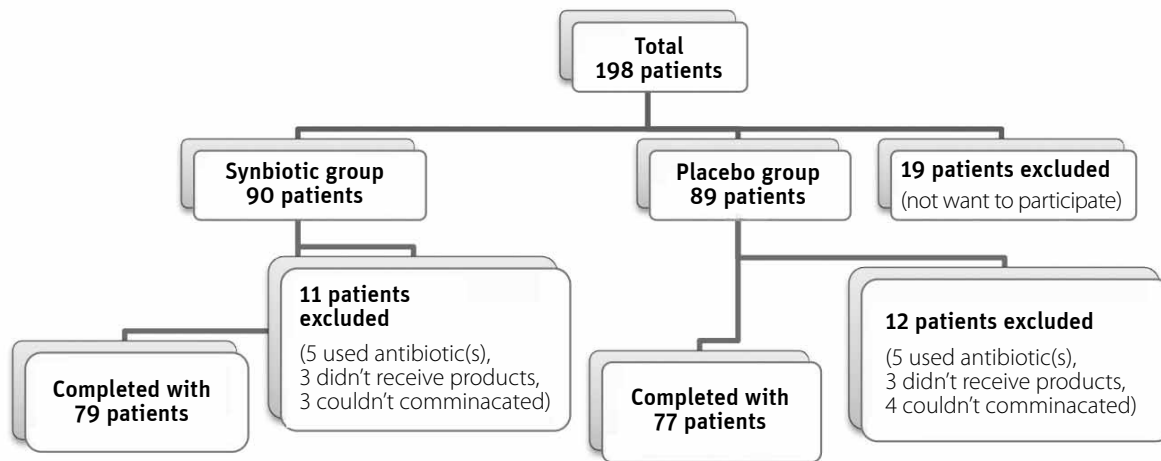 Total
198 patients
Synbiotic group
90 patients
Placebo group
89 patients
19 patients excluded
(not want to participate)
11 patients
excluded
(5 used antibiotic(s),
3 didn't receive products,
3 couldn't comminacated)
12 patients excluded
(5 used antibiotic(s),
3 didn't receive products,
4 couldn't comminacated)
Completed with
79 patients
Completed with
77 patients